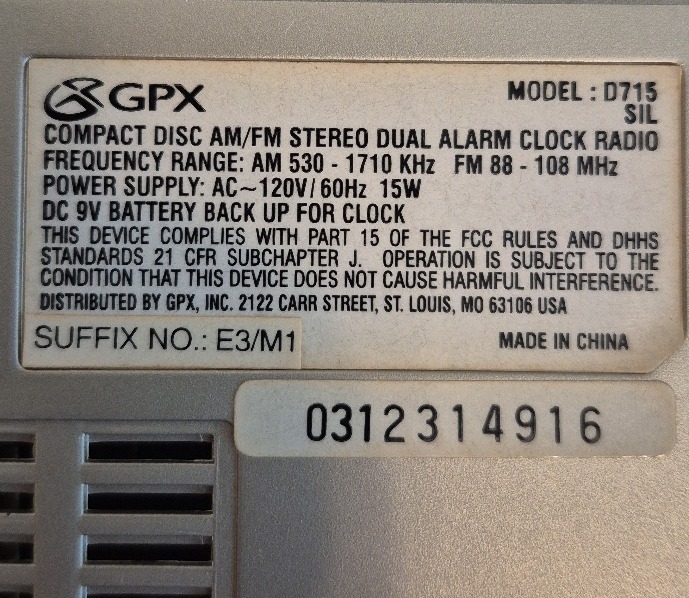 GPX
MODEL : D715
SIL
COMPACT DISC AM/FM STEREO DUAL ALARM CLOCK RADIO
FREQUENCY RANGE: AM 530 - 1710 KHz FM 88 - 108 MHz
POWER SUPPLY: AC~120V/60Hz 15W
DC 9V BATTERY BACK UP FOR CLOCK
THIS DEVICE COMPLIES WITH PART 15 OF THE FCC RULES AND DHHS
STANDARDS 21 CFR SUBCHAPTER J. OPERATION IS SUBJECT TO THE
CONDITION THAT THIS DEVICE DOES NOT CAUSE HARMFUL INTERFERENCE.
DISTRIBUTED BY GPX, INC. 2122 CARR STREET, ST. LOUIS, MO 63106 USA
SUFFIX NO.: E3/M1
MADE IN CHINA
0312314916